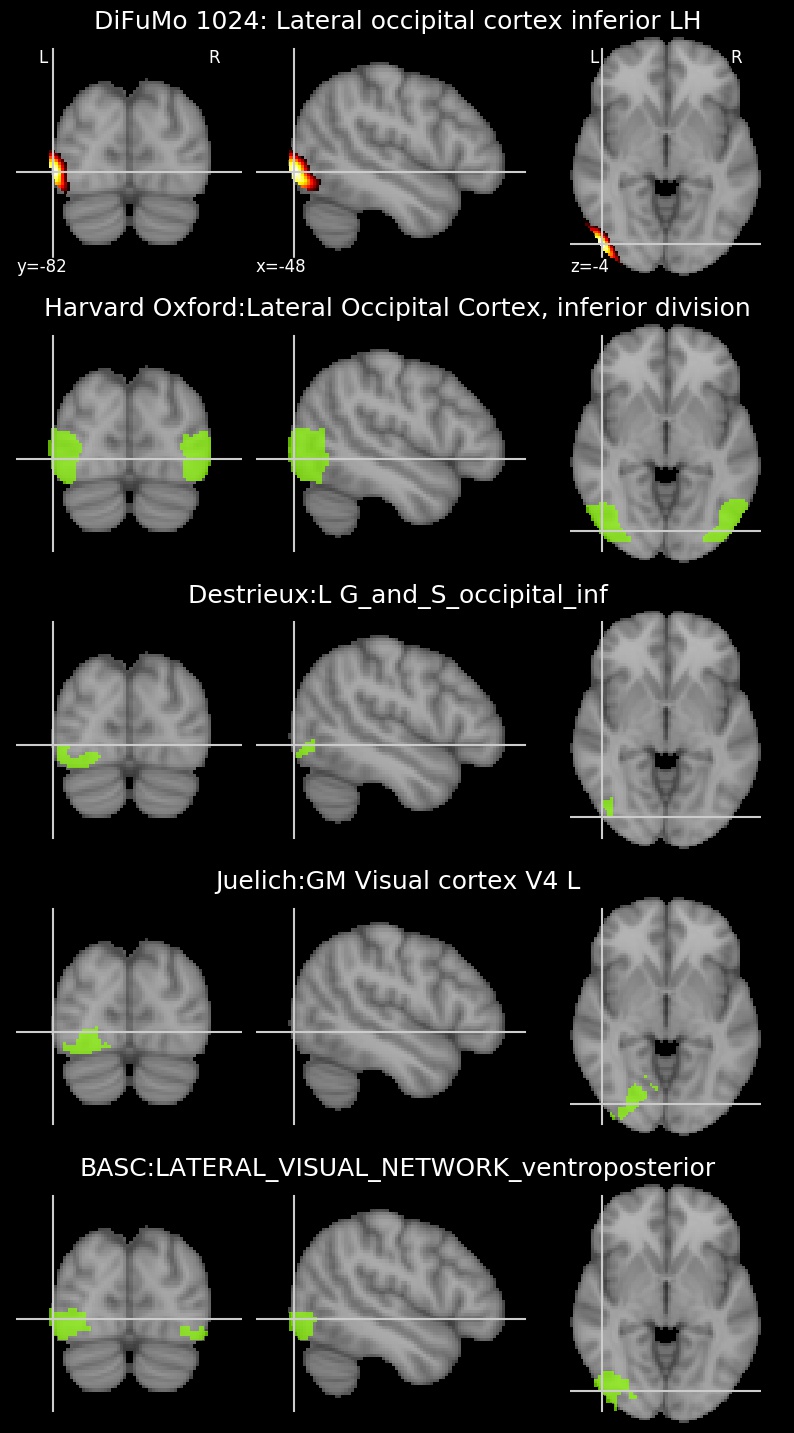 DiFuMo 1024: Lateral occipital cortex inferior LH
L R L R
y=-82 x=-48 z=-4
Harvard Oxford:Lateral Occipital Cortex, inferior division
Destrieux:L G_and_S_occipital_inf
Juelich:GM Visual cortex V4 L
BASC:LATERAL_VISUAL_NETWORK_ventroposterior